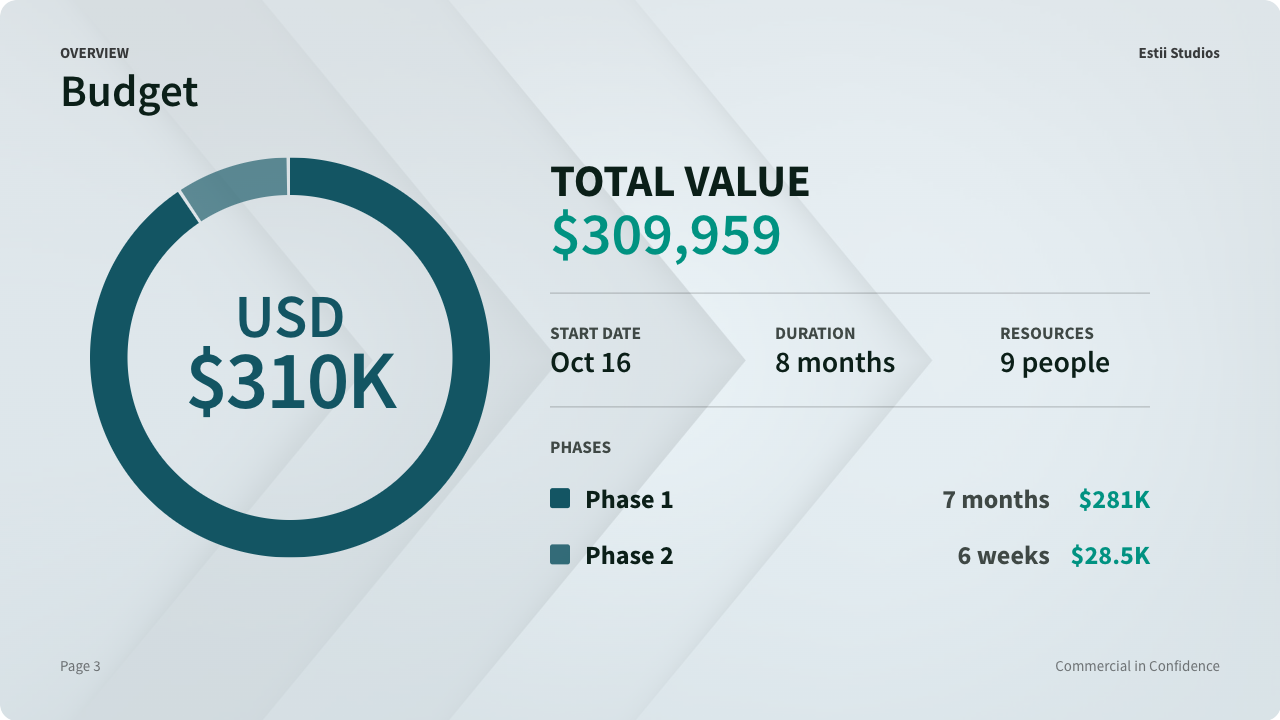 OVERVIEW
Estii Studios
Budget
USD
$310K
TOTAL VALUE
$309,959
START DATE
DURATION
RESOURCES
Oct 16
8 months
9 people
PHASES
Phase 1
7 months
$281K
Phase 2
6 weeks
$28.5K
Page 3
Commercial in Confidence